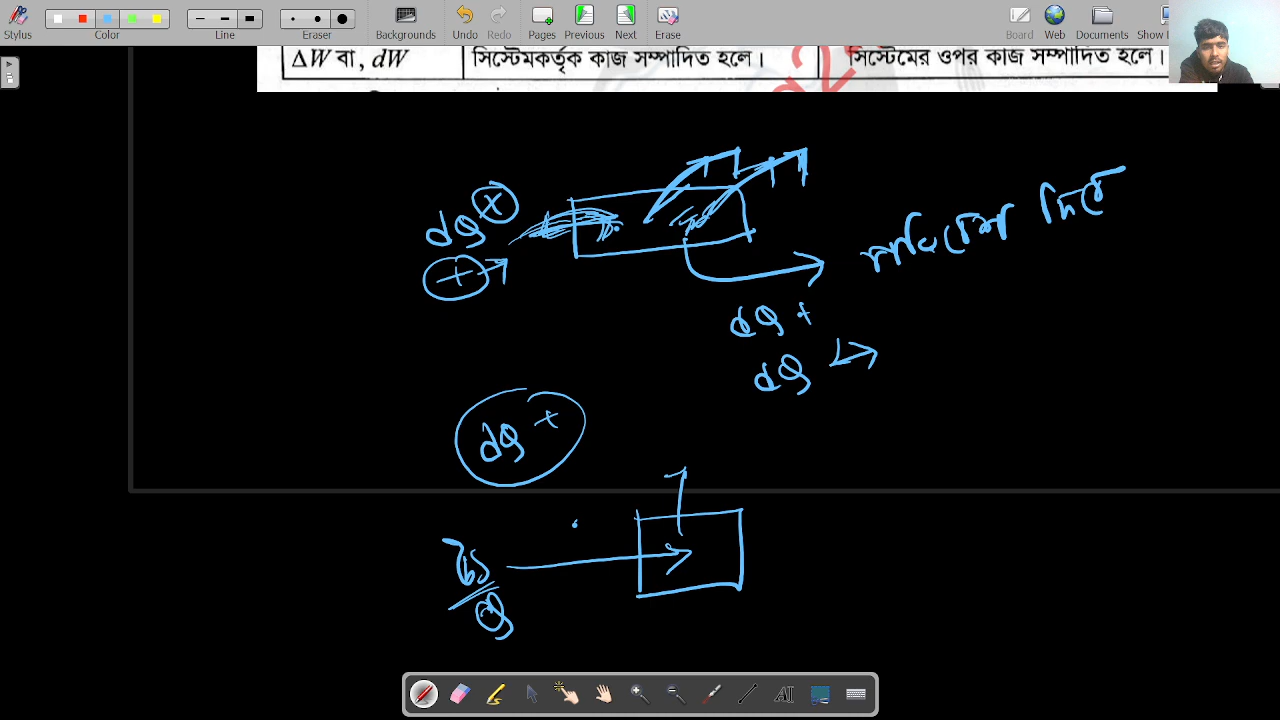 Stylus
Color
Line
Eraser
Backgrounds
Undo
Redo
Pages
Previous
Next
Erase
Board
Web
Documents
Show
ΔW বা, dW
সিস্টেমকর্তৃক কাজ সম্পাদিত হলে।
সিস্টেমের ওপর কাজ সম্পাদিত হলে।
dQ +
+
dQ +
dQ
dQ +
Q